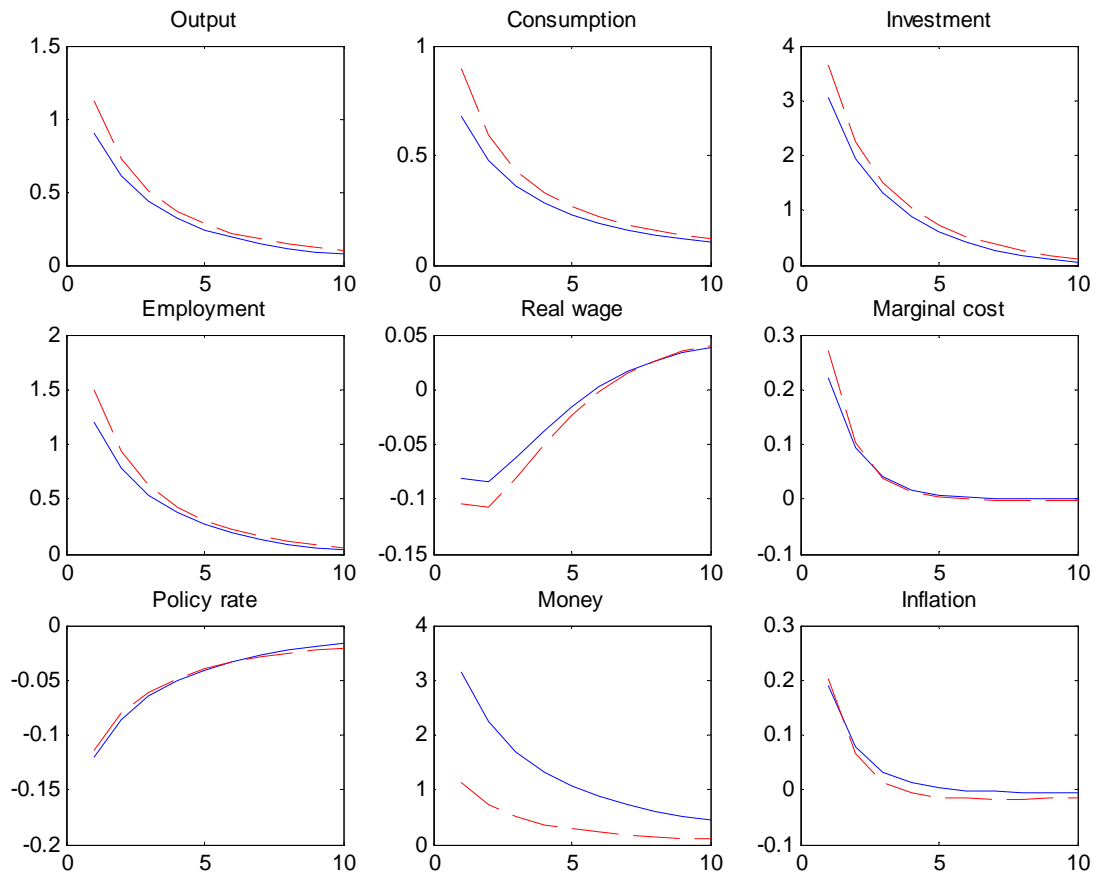 Output
1.5
1
0.5
0
0 5 10
Consumption
1
0.5
0
0 5 10
Investment
4
3
2
1
0
0 5 10
Employment
2
1.5
1
0.5
0
0 5 10
Real wage
0.05
0
-0.05
-0.1
-0.15
0 5 10
Marginal cost
0.3
0.2
0.1
0
-0.1
0 5 10
Policy rate
0
-0.05
-0.1
-0.15
-0.2
0 5 10
Money
4
3
2
1
0
0 5 10
Inflation
0.3
0.2
0.1
0
-0.1
0 5 10